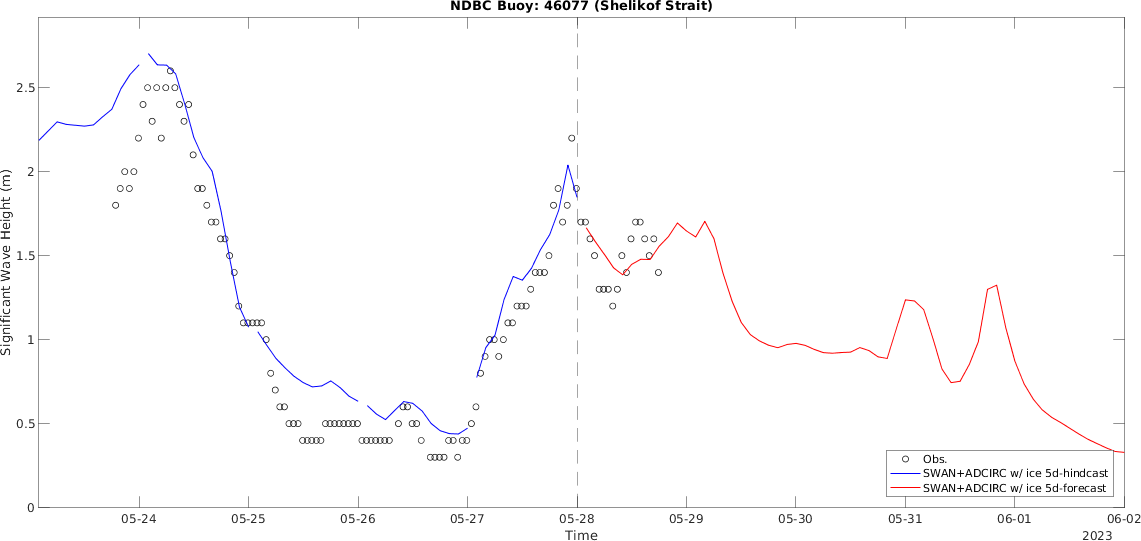 NDBC Buoy: 46077 (Shelikof Strait)
Significant Wave Height (m)
2.5
2
1.5
1
0.5
0
Obs.
SWAN+ADCIRC w/ ice 5d-hindcast
SWAN+ADCIRC w/ ice 5d-forecast
05-24 05-25 05-26 05-27 05-28 05-29 05-30 05-31 06-01 06-02
Time
2023